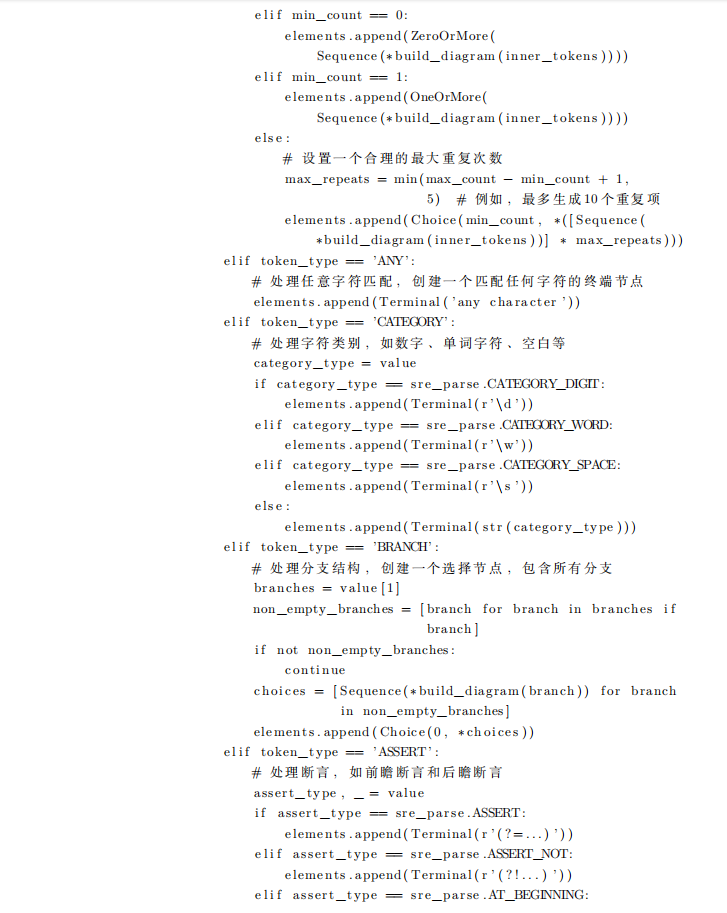 elif min_count == 0:
elements.append(ZeroOrMore(
Sequence(*build_diagram(inner_tokens))))
elif min_count == 1:
elements.append(OneOrMore(
Sequence(*build_diagram(inner_tokens))))
else:
# 设置一个合理的最大重复次数
max_repeats = min(max_count − min_count + 1,
5) # 例如，最多生成10个重复项
elements.append(Choice(min_count, *([Sequence(
*build_diagram(inner_tokens))] * max_repeats)))
elif token_type == 'ANY':
# 处理任意字符匹配，创建一个匹配任何字符的终端节点
elements.append(Terminal('any character'))
elif token_type == 'CATEGORY':
# 处理字符类别，如数字、单词字符、空白等
category_type = value
if category_type == sre_parse.CATEGORY_DIGIT:
elements.append(Terminal(r'\d'))
elif category_type == sre_parse.CATEGORY_WORD:
elements.append(Terminal(r'\w'))
elif category_type == sre_parse.CATEGORY_SPACE:
elements.append(Terminal(r'\s'))
else:
elements.append(Terminal(str(category_type)))
elif token_type == 'BRANCH':
# 处理分支结构，创建一个选择节点，包含所有分支
branches = value[1]
non_empty_branches = [branch for branch in branches if
branch]
if not non_empty_branches:
continue
choices = [Sequence(*build_diagram(branch)) for branch
in non_empty_branches]
elements.append(Choice(0, *choices))
elif token_type == 'ASSERT':
# 处理断言，如前瞻断言和后瞻断言
assert_type, _ = value
if assert_type == sre_parse.ASSERT:
elements.append(Terminal(r'(?=...)'))
elif assert_type == sre_parse.ASSERT_NOT:
elements.append(Terminal(r'(?!...)'))
elif assert_type == sre_parse.AT_BEGINNING: